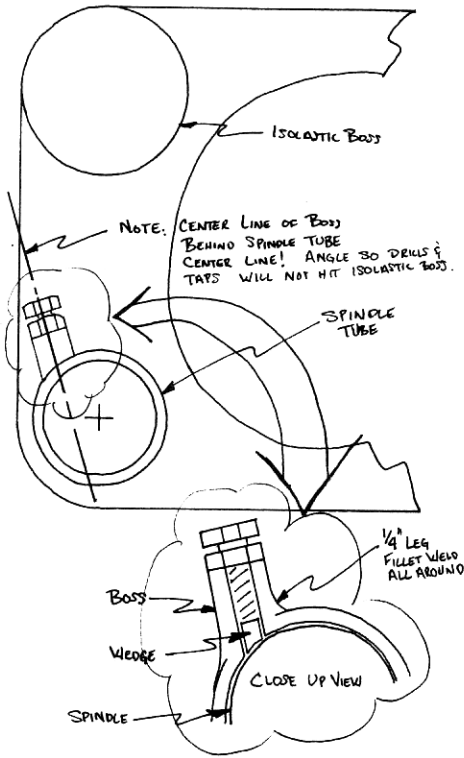 ISOLASTIC BOSS
NOTE: CENTER LINE OF BOSS
BEHIND SPINDLE TUBE
CENTER LINE! ANGLE SO DRILLS &
TAPS WILL NOT HIT ISOLASTIC BOSS.
SPINDLE
TUBE
1/4" LEG
FILLET WELD
ALL AROUND
BOSS
WEDGE
CLOSE UP VIEW
SPINDLE